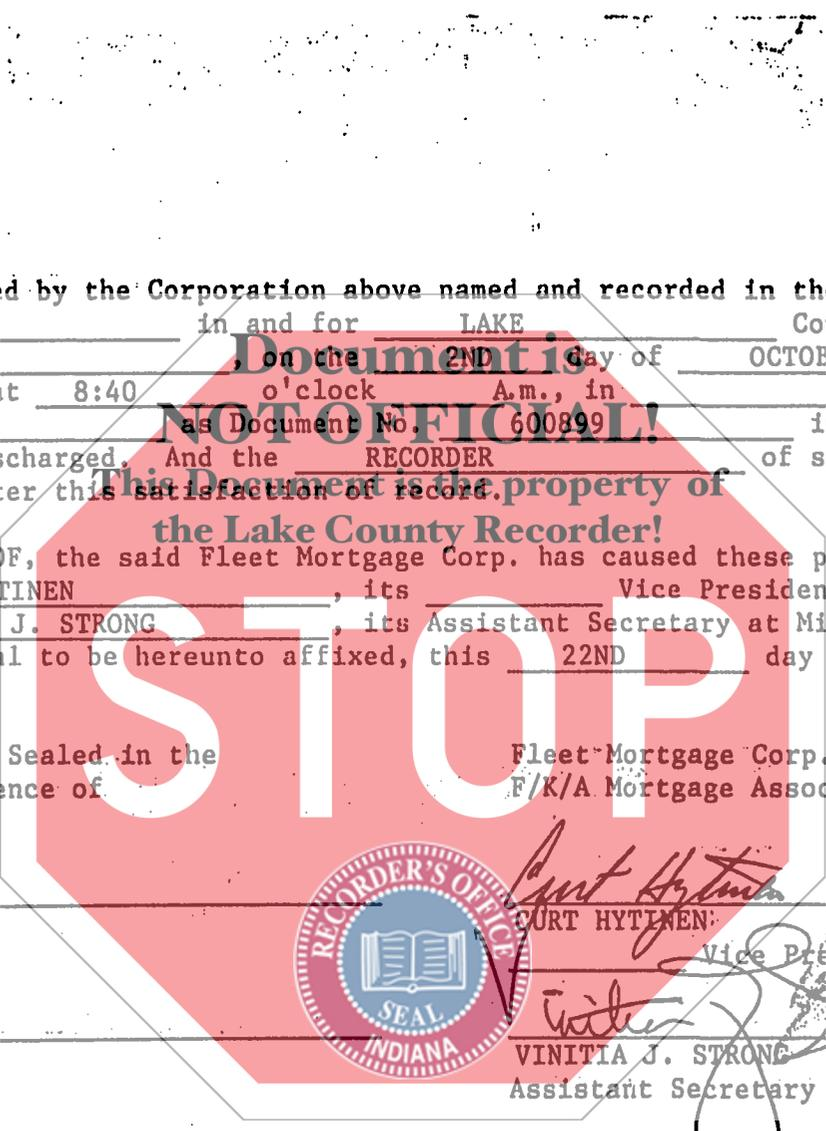 ed by the Corporation above named and recorded in the
in and for LAKE Co
, on the 2ND day of OCTOB
at 8:40 o'clock A.m., in
as Document No. 600899 i
scharged. And the RECORDER of s
ter this satisfaction of record.
Document is
NOT OFFICIAL!
This Document is the property of
the Lake County Recorder!
OF, the said Fleet Mortgage Corp. has caused these p
TINEN , its Vice Presiden
J. STRONG , its Assistant Secretary at Mi
al to be hereunto affixed, this 22ND day
STOP
Sealed in the
ence of
Fleet Mortgage Corp.
F/K/A Mortgage Assoc
Curt Hytinen
CURT HYTINEN
Vice Pre
VINITIA J. STRONG
Assistant Secretary
RECORDER'S OFFICE
SEAL
INDIANA